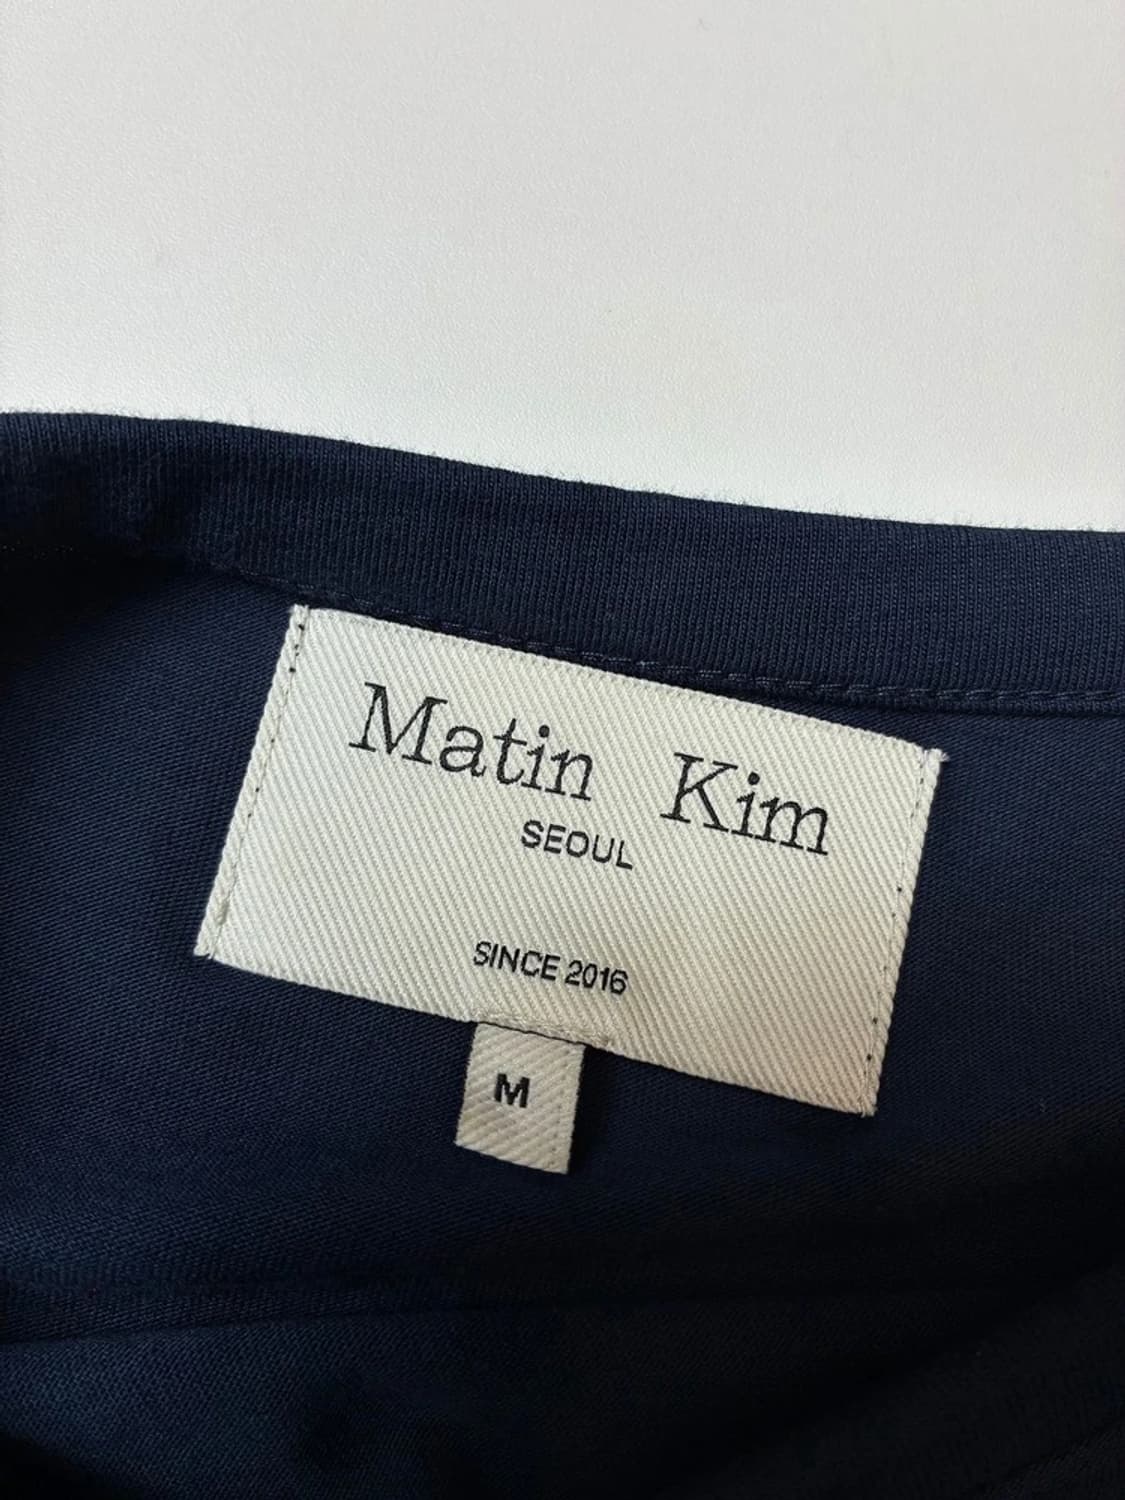 Matin Kim
SEOUL
SINCE 2016
M